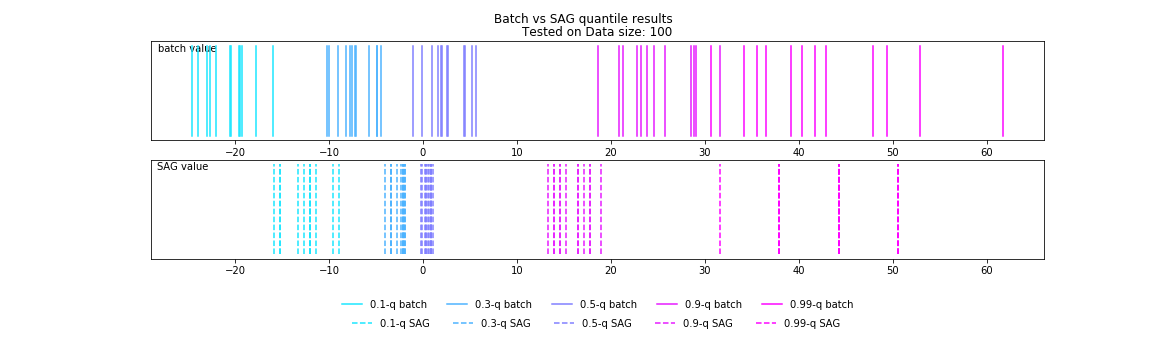 Batch vs SAG quantile results
Tested on Data size: 100
batch value
−20 −10 0 10 20 30 40 50 60
SAG value
−20 −10 0 10 20 30 40 50 60
0.1-q batch 0.3-q batch 0.5-q batch 0.9-q batch 0.99-q batch
0.1-q SAG 0.3-q SAG 0.5-q SAG 0.9-q SAG 0.99-q SAG